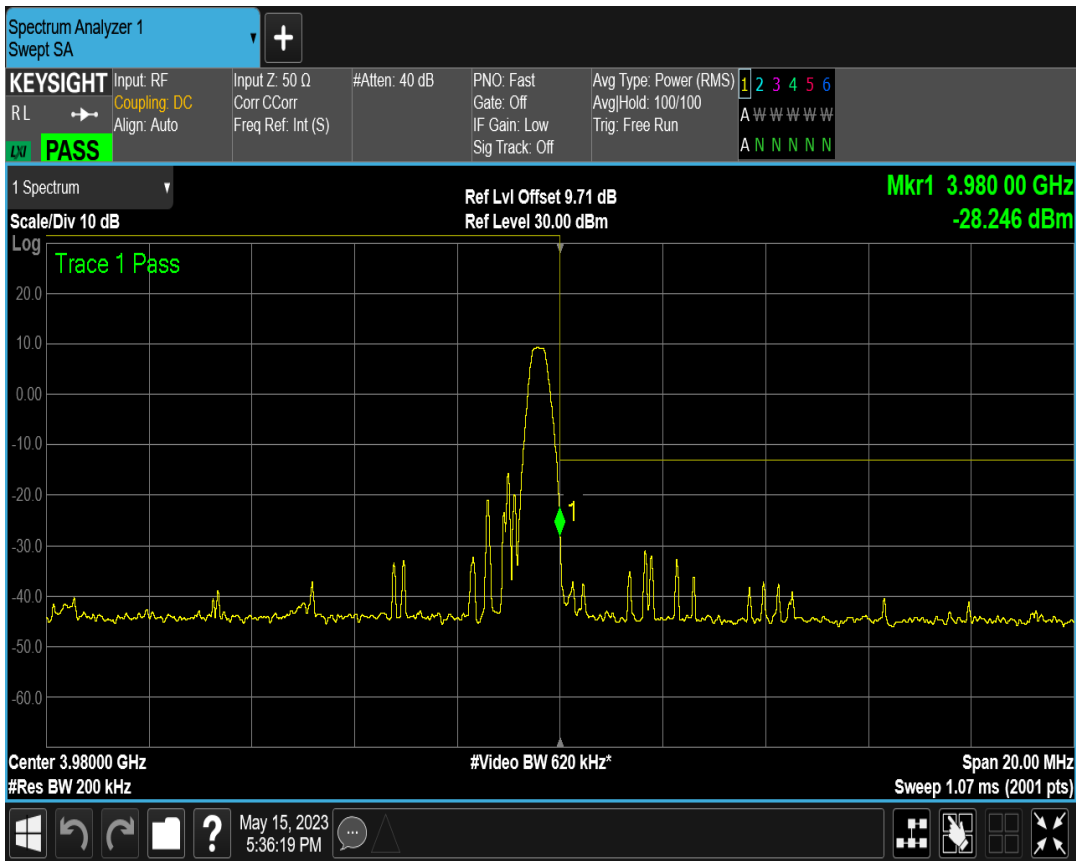 Spectrum Analyzer 1
Swept SA
+
KEYSIGHT
RL
LXI PASS
Input: RF
Coupling: DC
Align: Auto
Input Z: 50 Ω
Corr CCorr
Freq Ref: Int (S)
#Atten: 40 dB
PNO: Fast
Gate: Off
IF Gain: Low
Sig Track: Off
Avg Type: Power (RMS)
Avg|Hold: 100/100
Trig: Free Run
1 2 3 4 5 6
A W W W W W
A N N N N N
1 Spectrum
Scale/Div 10 dB
Ref Lvl Offset 9.71 dB
Ref Level 30.00 dBm
Mkr1 3.980 00 GHz
-28.246 dBm
Log
Trace 1 Pass
20.0
10.0
0.00
-10.0
-20.0
1
-30.0
-40.0
-50.0
-60.0
Center 3.98000 GHz
#Res BW 200 kHz
#Video BW 620 kHz*
Span 20.00 MHz
Sweep 1.07 ms (2001 pts)
?
May 15, 2023
5:36:19 PM